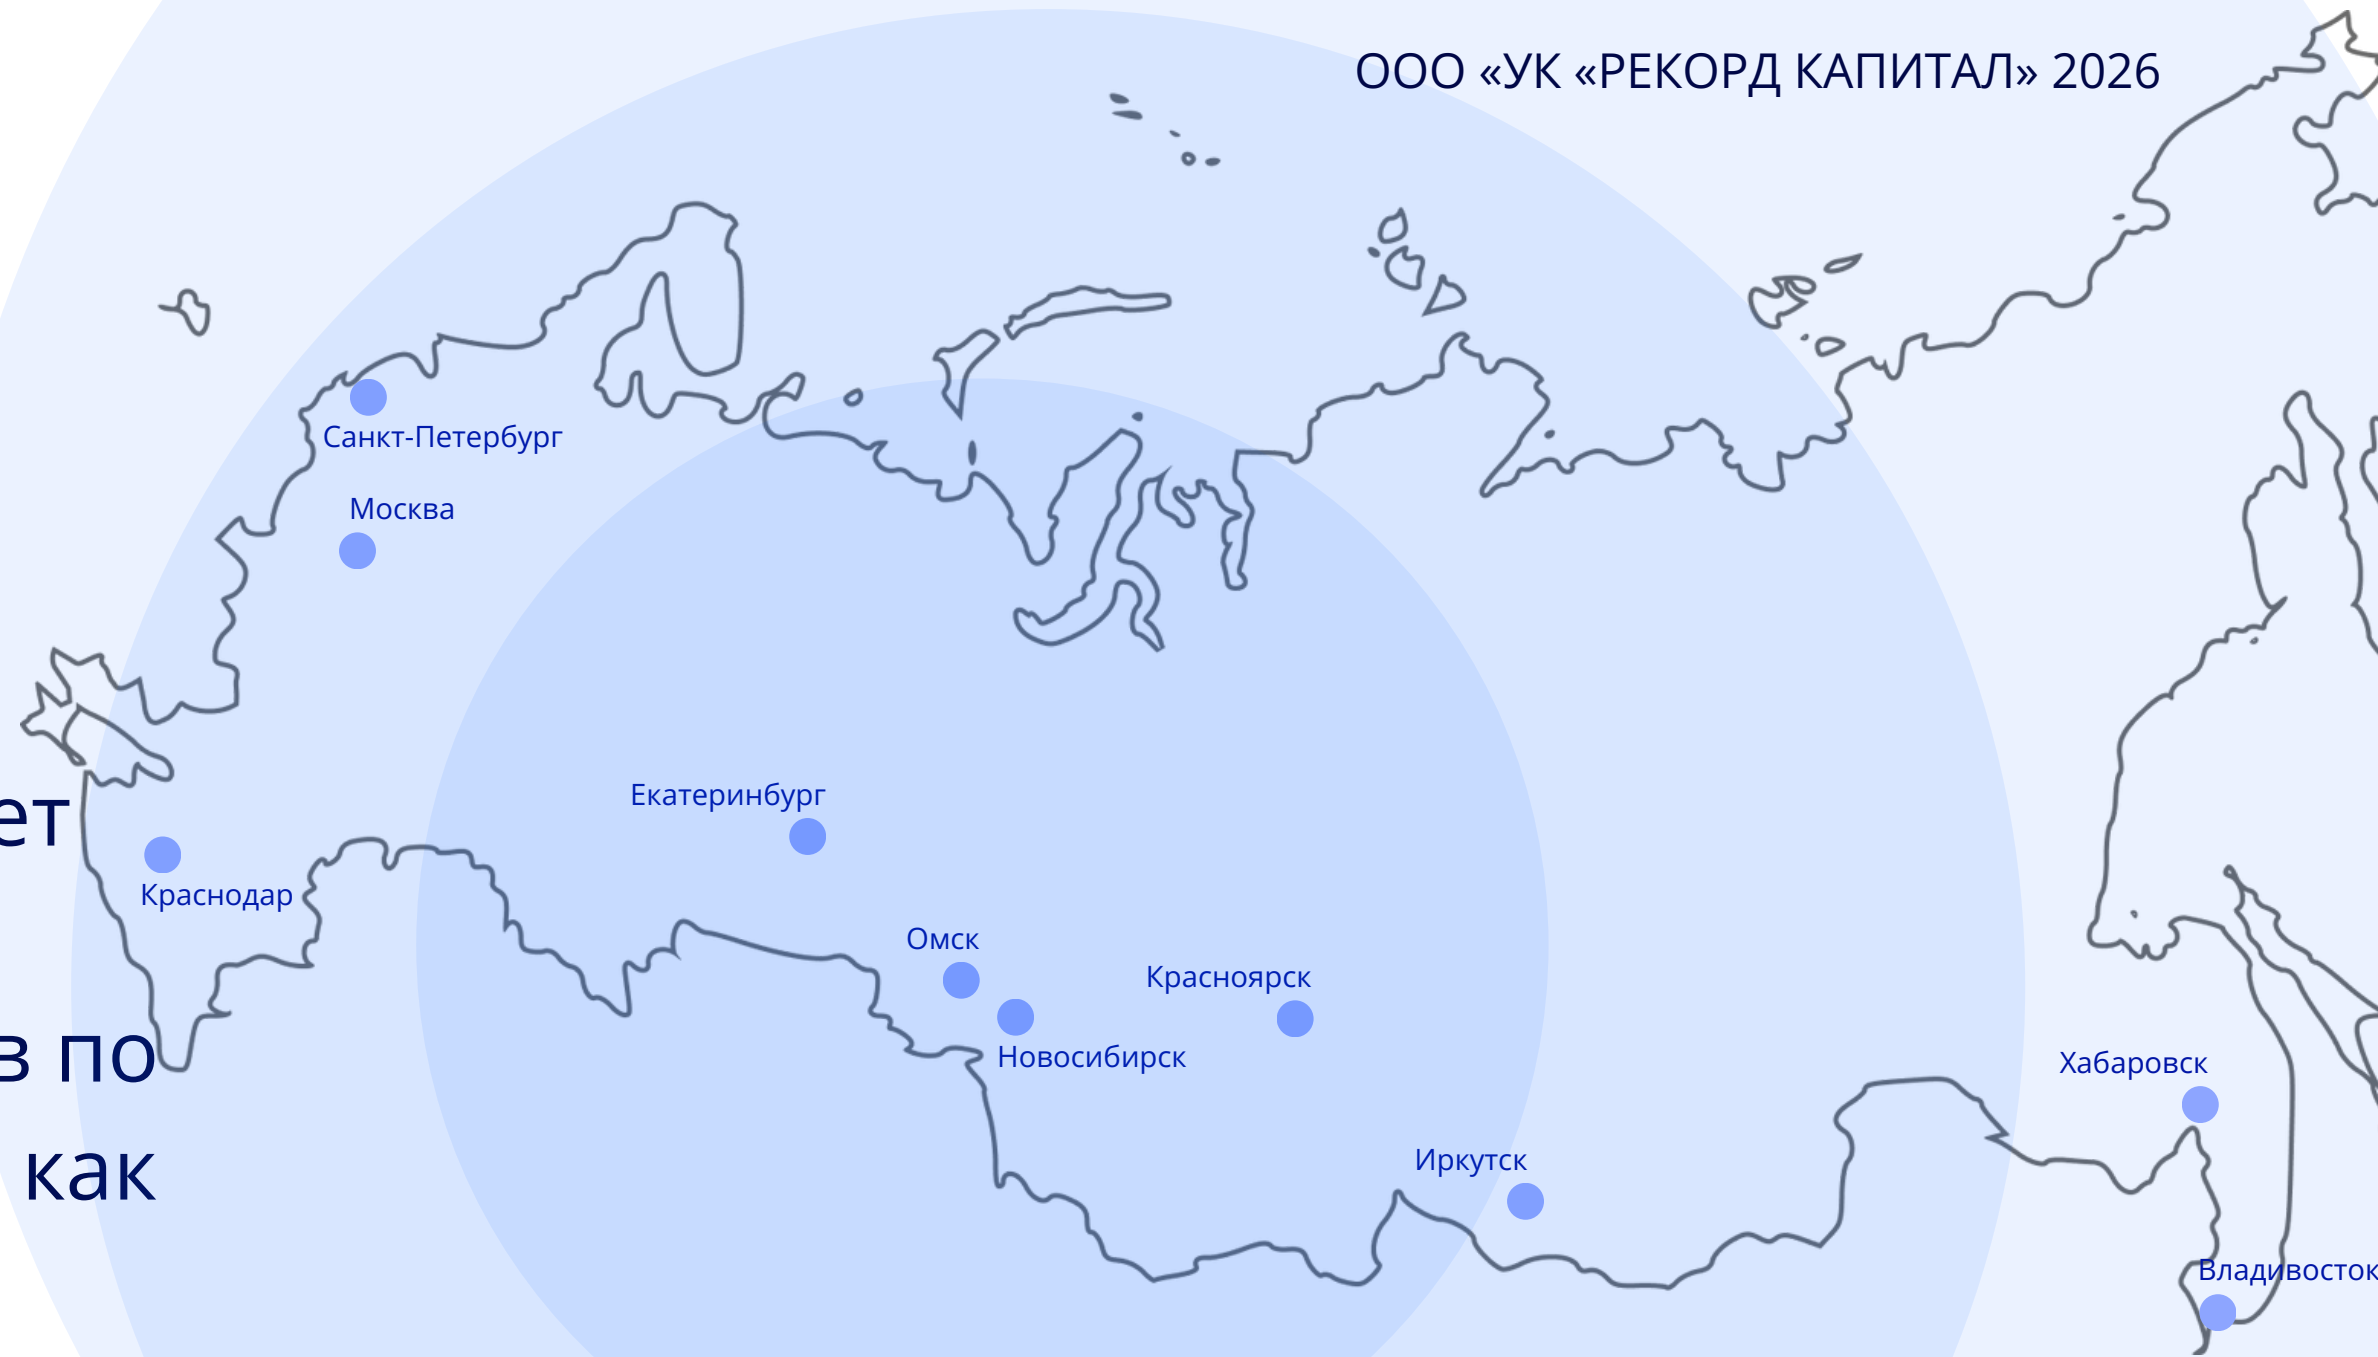 ООО «УК «РЕКОРД КАПИТАЛ» 2026
Санкт-Петербург
Москва
Екатеринбург
ет
Краснодар
Омск
Красноярск
в по
Новосибирск
Хабаровск
как
Иркутск
Владивосток